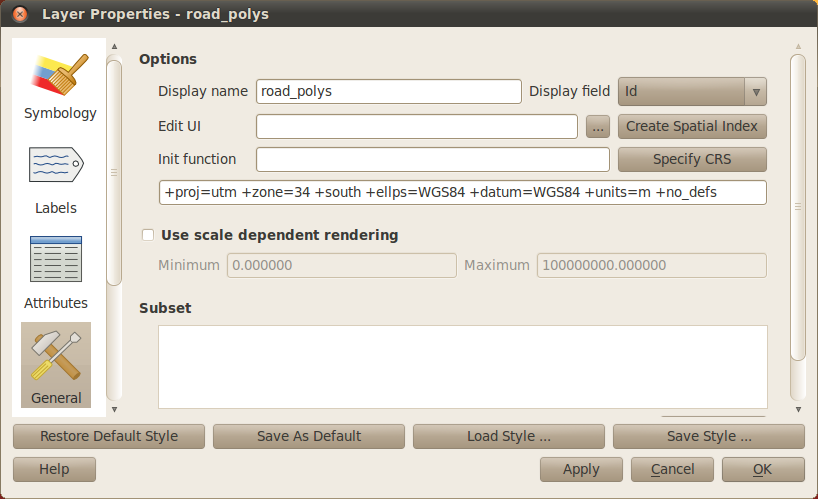 Layer Properties - road_polys
Symbology
Labels
Attributes
General
Options
Display name road_polys Display field Id
Edit UI ... Create Spatial Index
Init function Specify CRS
+proj=utm +zone=34 +south +ellps=WGS84 +datum=WGS84 +units=m +no_defs
Use scale dependent rendering
Minimum 0.000000 Maximum 100000000.000000
Subset
Restore Default Style Save As Default Load Style ... Save Style ...
Help Apply Cancel OK